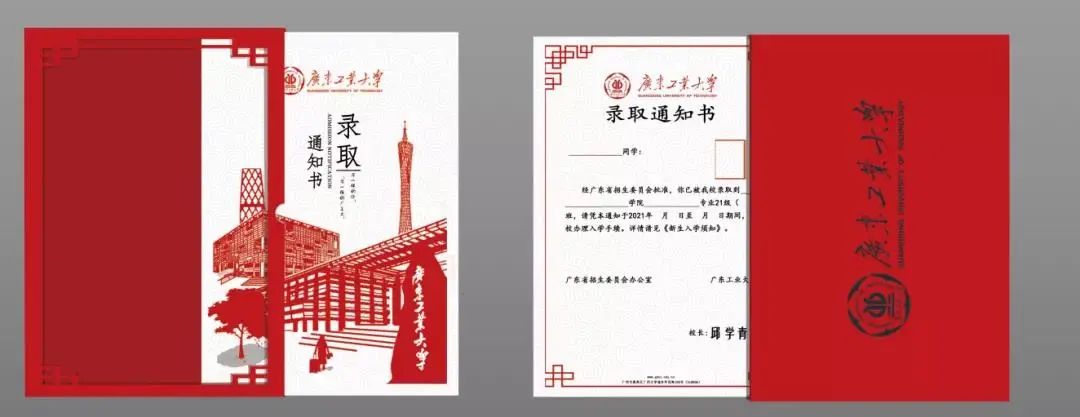 廣東工業大學
GUANGDONG UNIVERSITY OF TECHNOLOGY
录取
通知书
ADMISSION NOTIFICATION
廣東工業大學
廣東工業大學
GUANGDONG UNIVERSITY OF TECHNOLOGY
录取通知书
同学：
经广东省招生委员会批准，你已被我校录取到
学院 专业21级（
班，请凭本通知于2021年 月 日至 月 日期间，
校办理入学手续。详情请见《新生入学须知》。
广东省招生委员会办公室 广东工业大
校长：邱学青
廣東工業大學
GUANGDONG UNIVERSITY OF TECHNOLOGY